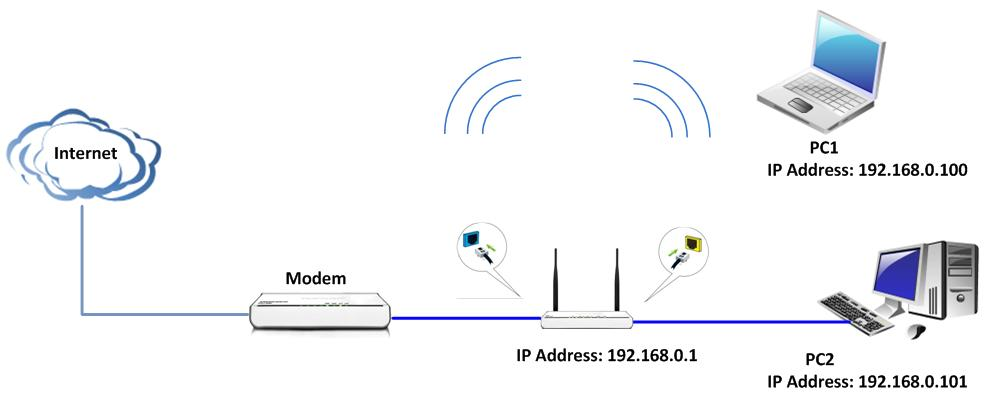 Internet
Modem
IP Address: 192.168.0.1
PC1
IP Address: 192.168.0.100
PC2
IP Address: 192.168.0.101